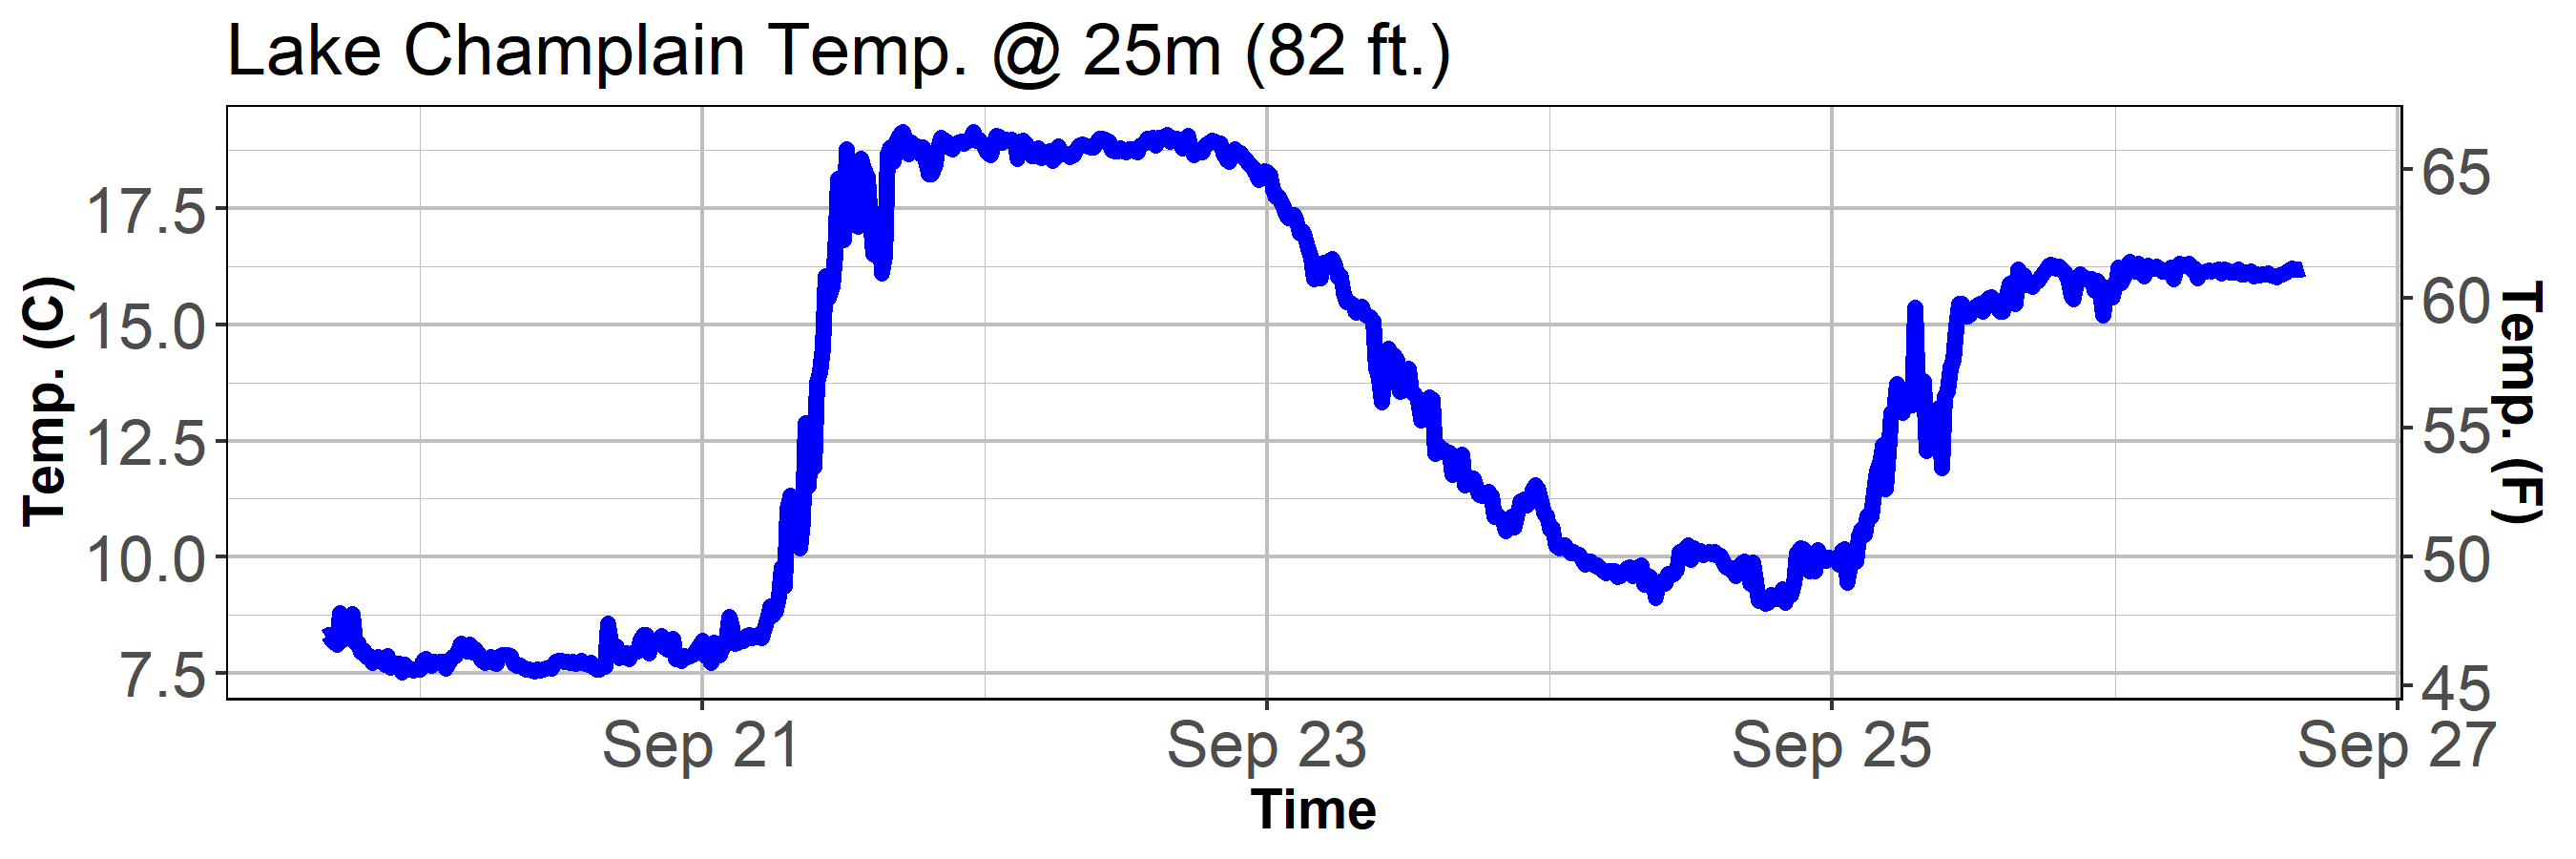 Lake Champlain Temp. @ 25m (82 ft.)
Temp. (C)
17.5
15.0
12.5
10.0
7.5
65
60
55
50
45
Temp. (F)
Sep 21
Sep 23
Sep 25
Sep 27
Time